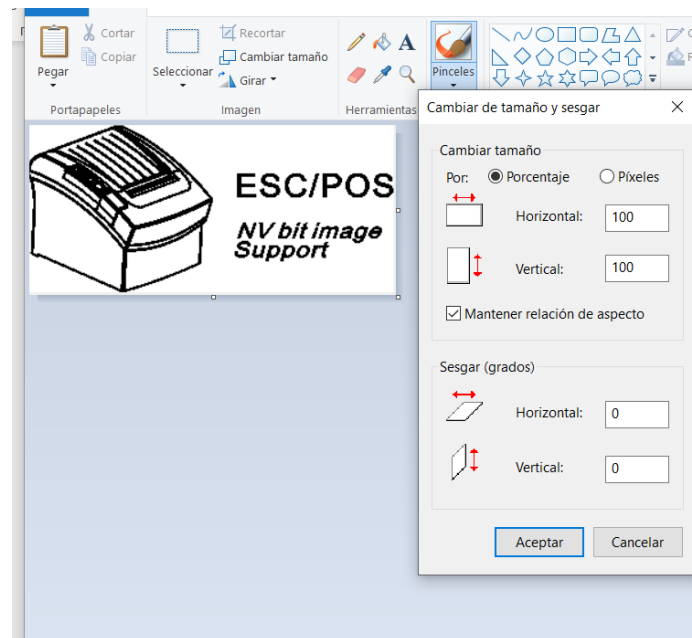 Pegar
Cortar
Copiar
Portapapeles
Seleccionar
Recortar
Cambiar tamaño
Girar
Imagen
A
Herramientas
Pinceles
ESC/POS
NV bit image
Support
Cambiar de tamaño y sesgar
Cambiar tamaño
Por: Porcentaje Píxeles
Horizontal: 100
Vertical: 100
Mantener relación de aspecto
Sesgar (grados)
Horizontal: 0
Vertical: 0
Aceptar Cancelar